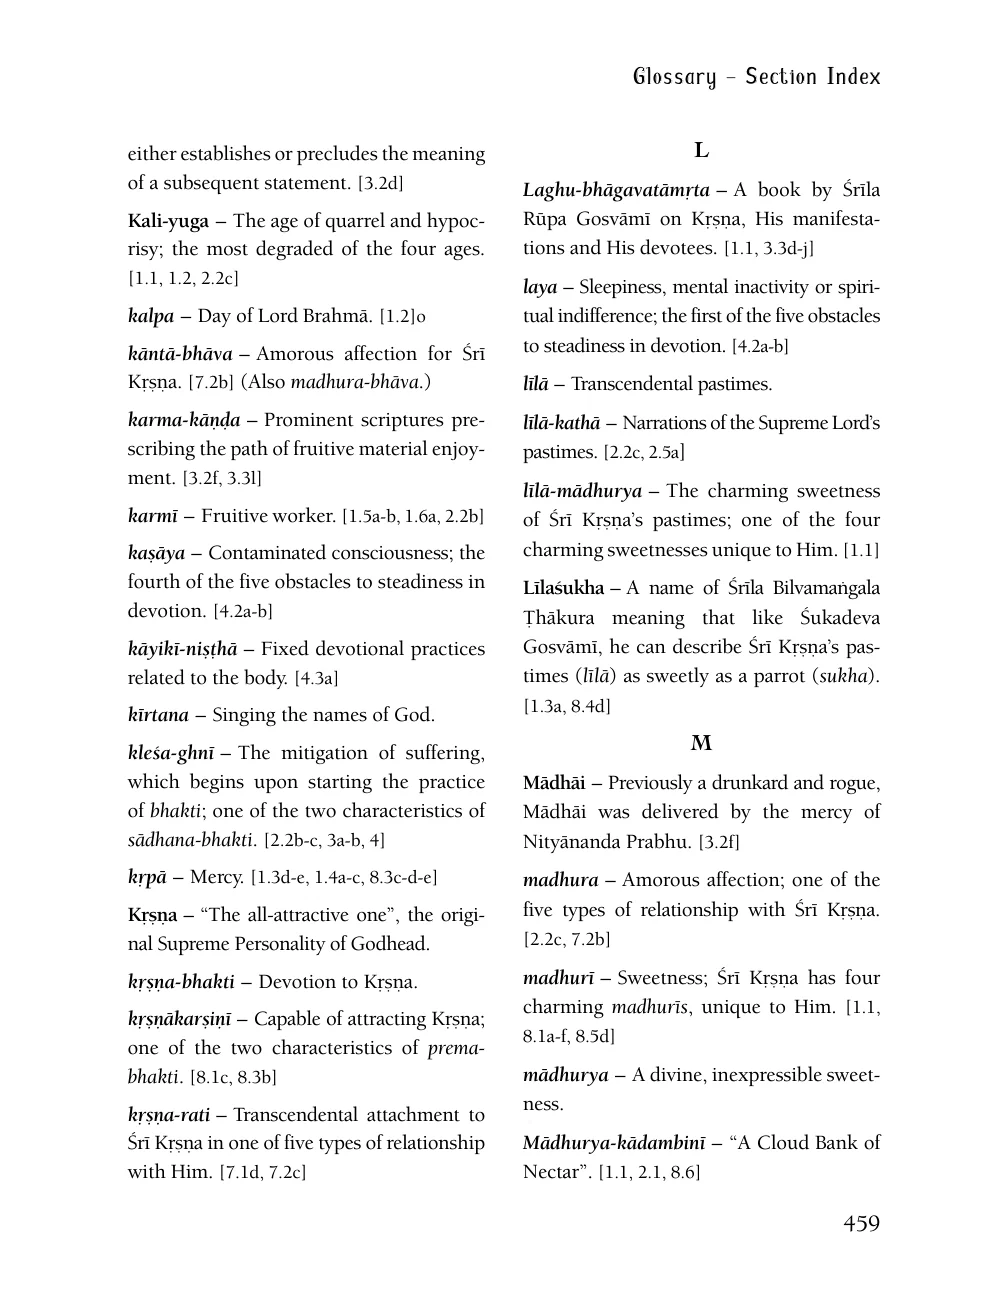 Glossary – Section Index
either establishes or precludes the meaning
of a subsequent statement. [3.2d]
Kali-yuga – The age of quarrel and hypoc-
risy; the most degraded of the four ages.
[1.1, 1.2, 2.2c]
kalpa – Day of Lord Brahmā. [1.2]o
kāntā-bhāva – Amorous affection for Śrī
Kṛṣṇa. [7.2b] (Also madhura-bhāva.)
karma-kāṇḍa – Prominent scriptures pre-
scribing the path of fruitive material enjoy-
ment. [3.2f, 3.3l]
karmī – Fruitive worker. [1.5a-b, 1.6a, 2.2b]
kaṣāya – Contaminated consciousness; the
fourth of the five obstacles to steadiness in
devotion. [4.2a-b]
kāyikī-niṣṭhā – Fixed devotional practices
related to the body. [4.3a]
kīrtana – Singing the names of God.
kleśa-ghnī – The mitigation of suffering,
which begins upon starting the practice
of bhakti; one of the two characteristics of
sādhana-bhakti. [2.2b-c, 3a-b, 4]
kṛpā – Mercy. [1.3d-e, 1.4a-c, 8.3c-d-e]
Kṛṣṇa – “The all-attractive one”, the origi-
nal Supreme Personality of Godhead.
kṛṣṇa-bhakti – Devotion to Kṛṣṇa.
kṛṣṇākarṣiṇī – Capable of attracting Kṛṣṇa;
one of the two characteristics of prema-
bhakti. [8.1c, 8.3b]
kṛṣṇa-rati – Transcendental attachment to
Śrī Kṛṣṇa in one of five types of relationship
with Him. [7.1d, 7.2c]
L
Laghu-bhāgavatāmṛta – A book by Śrīla
Rūpa Gosvāmī on Kṛṣṇa, His manifesta-
tions and His devotees. [1.1, 3.3d-j]
laya – Sleepiness, mental inactivity or spiri-
tual indifference; the first of the five obstacles
to steadiness in devotion. [4.2a-b]
līlā – Transcendental pastimes.
līlā-kathā – Narrations of the Supreme Lord’s
pastimes. [2.2c, 2.5a]
līlā-mādhurya – The charming sweetness
of Śrī Kṛṣṇa’s pastimes; one of the four
charming sweetnesses unique to Him. [1.1]
Līlaśukha – A name of Śrīla Bilvamaṅgala
Ṭhākura meaning that like Śukadeva
Gosvāmī, he can describe Śrī Kṛṣṇa’s pas-
times (līlā) as sweetly as a parrot (sukha).
[1.3a, 8.4d]
M
Mādhāi – Previously a drunkard and rogue,
Mādhāi was delivered by the mercy of
Nityānanda Prabhu. [3.2f]
madhura – Amorous affection; one of the
five types of relationship with Śrī Kṛṣṇa.
[2.2c, 7.2b]
madhurī – Sweetness; Śrī Kṛṣṇa has four
charming madhurīs, unique to Him. [1.1,
8.1a-f, 8.5d]
mādhurya – A divine, inexpressible sweet-
ness.
Mādhurya-kādambinī – “A Cloud Bank of
Nectar”. [1.1, 2.1, 8.6]
459